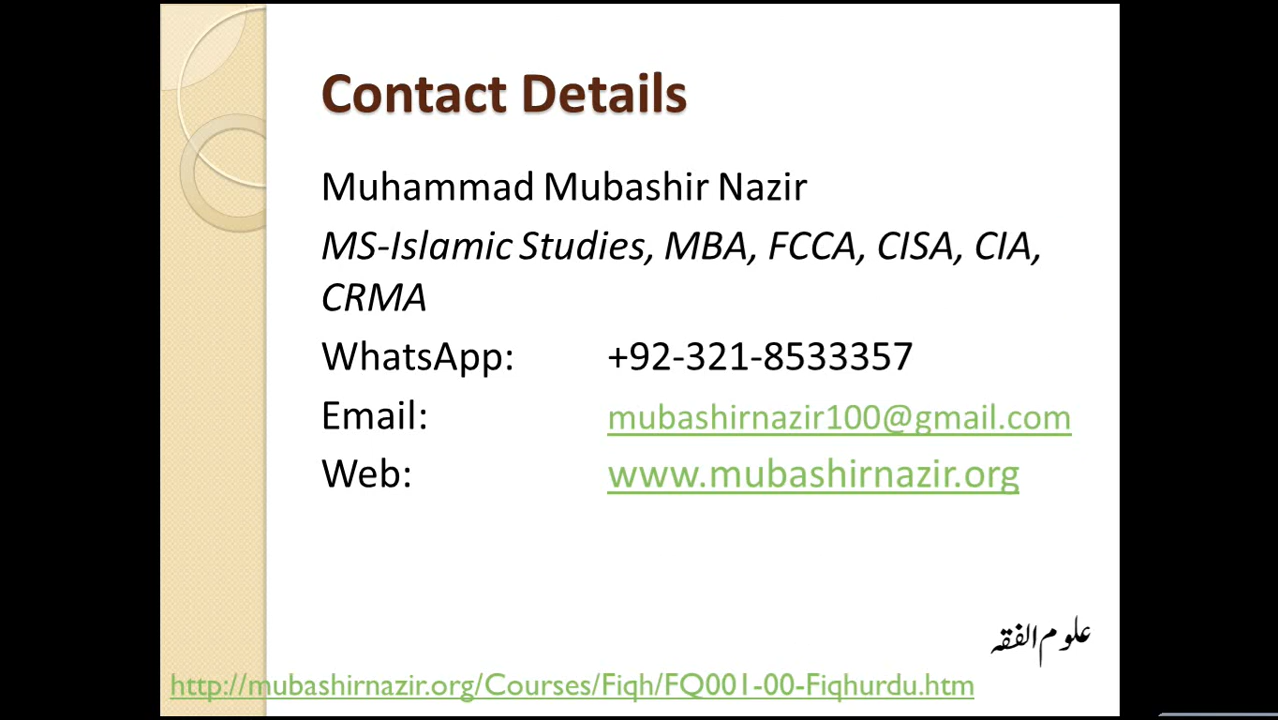 Contact Details
Muhammad Mubashir Nazir
MS-Islamic Studies, MBA, FCCA, CISA, CIA,
CRMA
WhatsApp: +92-321-8533357
Email: mubashirnazir100@gmail.com
Web: www.mubashirnazir.org
علوم الفقہ
http://mubashirnazir.org/Courses/Fiqh/FQ001-00-Fiqhurdu.htm